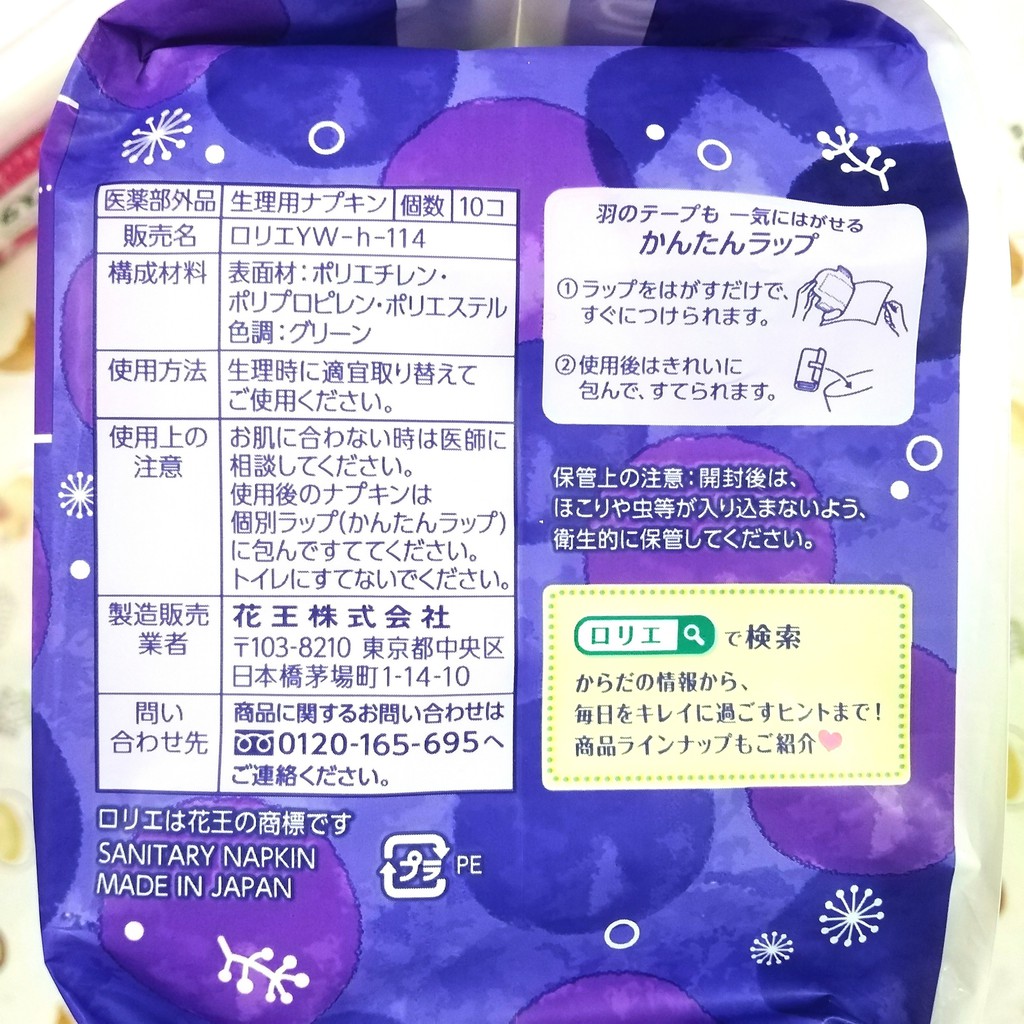 医薬部外品 生理用ナプキン 個数 10コ
販売名 ロリエYW-h-114
構成材料 表面材:ポリエチレン・
ポリプロピレン・ポリエステル
色調:グリーン
使用方法 生理時に適宜取り替えて
ご使用ください。
使用上の注意 お肌に合わない時は医師に
相談してください。
使用後のナプキンは
個別ラップ(かんたんラップ)
に包んですててください。
トイレにすてないでください。
製造販売業者 花王株式会社
〒103-8210 東京都中央区
日本橋茅場町1-14-10
問い合わせ先 商品に関するお問い合わせは
0120-165-695へ
ご連絡ください。
ロリエは花王の商標です
SANITARY NAPKIN
MADE IN JAPAN
プラ PE
羽のテープも 一気にはがせる
かんたんラップ
①ラップをはがすだけで、
すぐにつけられます。
②使用後はきれいに
包んで、すてられます。
保管上の注意:開封後は、
ほこりや虫等が入り込まないよう、
衛生的に保管してください。
ロリエ で検索
からだの情報から、
毎日をキレイに過ごすヒントまで!
商品ラインナップもご紹介♥